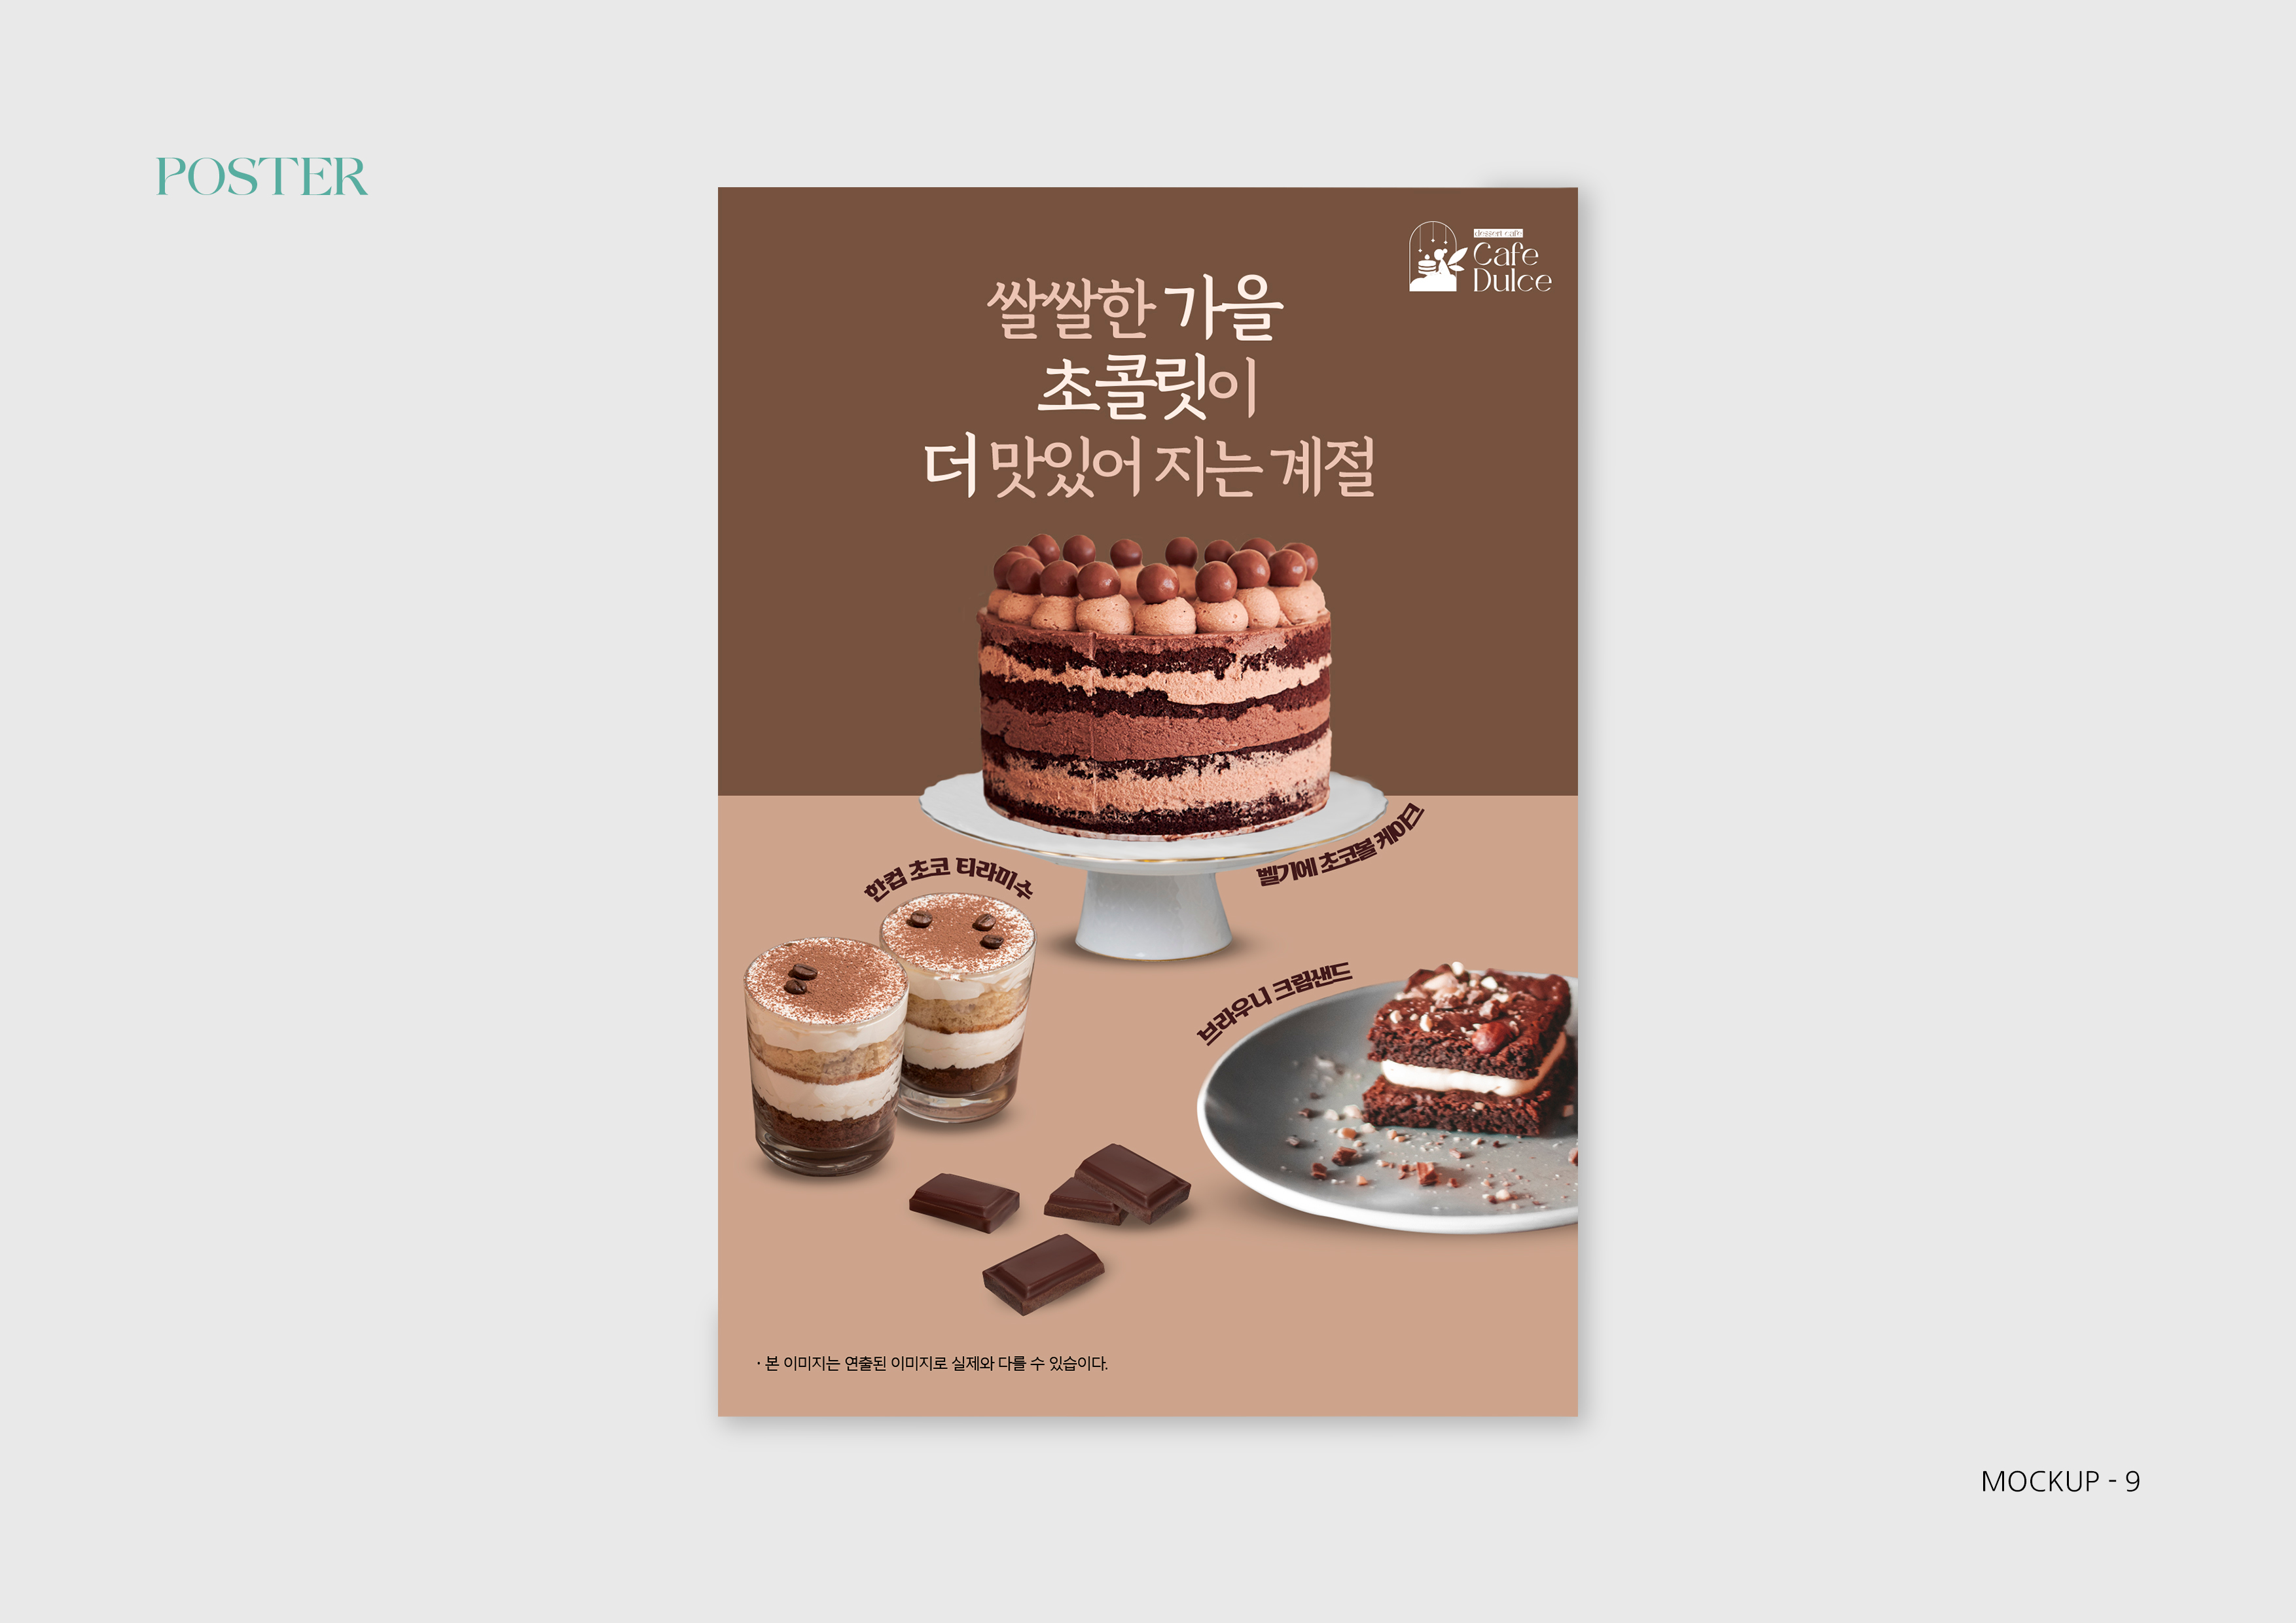 POSTER
dessert cafe
Cafe
Dulce
쌀쌀한 가을
초콜릿이
더 맛있어 지는 계절
벨기에 초코볼 케이크
한컵 초코 티라미수
브라우니 크림샌드
· 본 이미지는 연출된 이미지로 실제와 다를 수 있습이다.
MOCKUP - 9